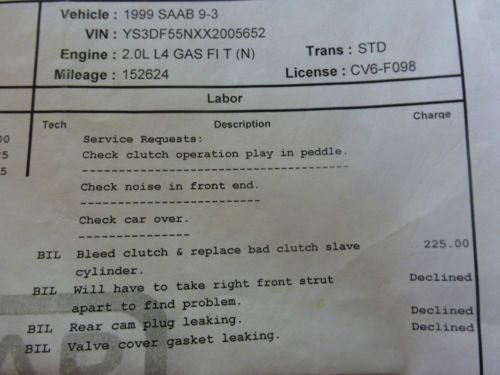 Vehicle : 1999 SAAB 9-3
VIN : YS3DF55NXX2005652
Engine : 2.0L L4 GAS FI T (N) Trans : STD
Mileage : 152624 License : CV6-F098
Labor
Tech Description Charge
Service Requests:
Check clutch operation play in peddle.
--------------------------------------
Check noise in front end.
-------------------------
Check car over.
---------------
BIL Bleed clutch & replace bad clutch slave 225.00
cylinder.
BIL Will have to take right front strut Declined
apart to find problem.
BIL Rear cam plug leaking. Declined
BIL Valve cover gasket leaking. Declined